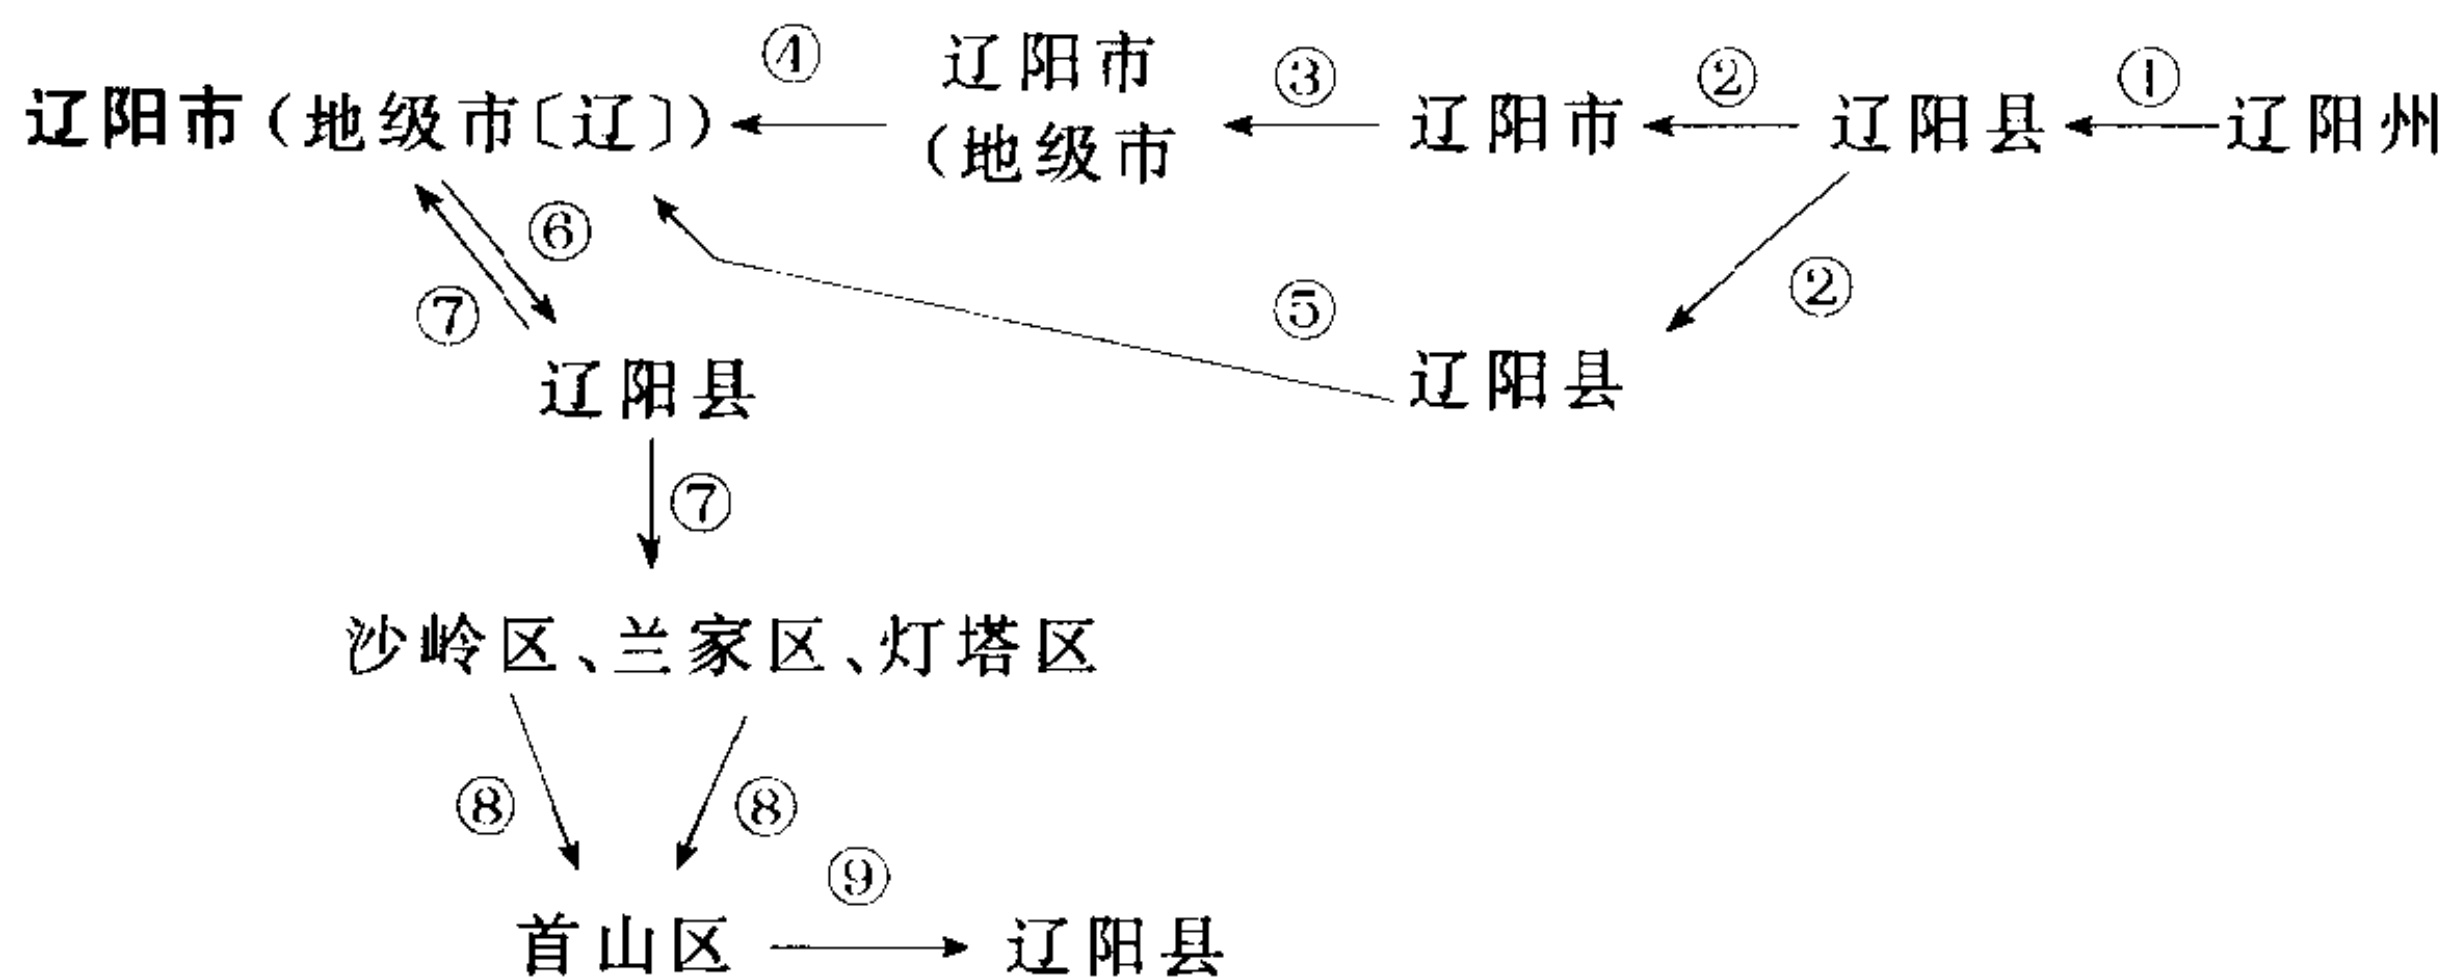 ④ 辽阳市 ③ ② ①
辽阳市(地级市〔辽〕) (地级市 辽阳市 辽阳县 辽阳州
⑥
⑦ ⑤ ②
辽阳县 辽阳县
⑦
沙岭区、兰家区、灯塔区
⑧ ⑧
⑨
首山区 辽阳县